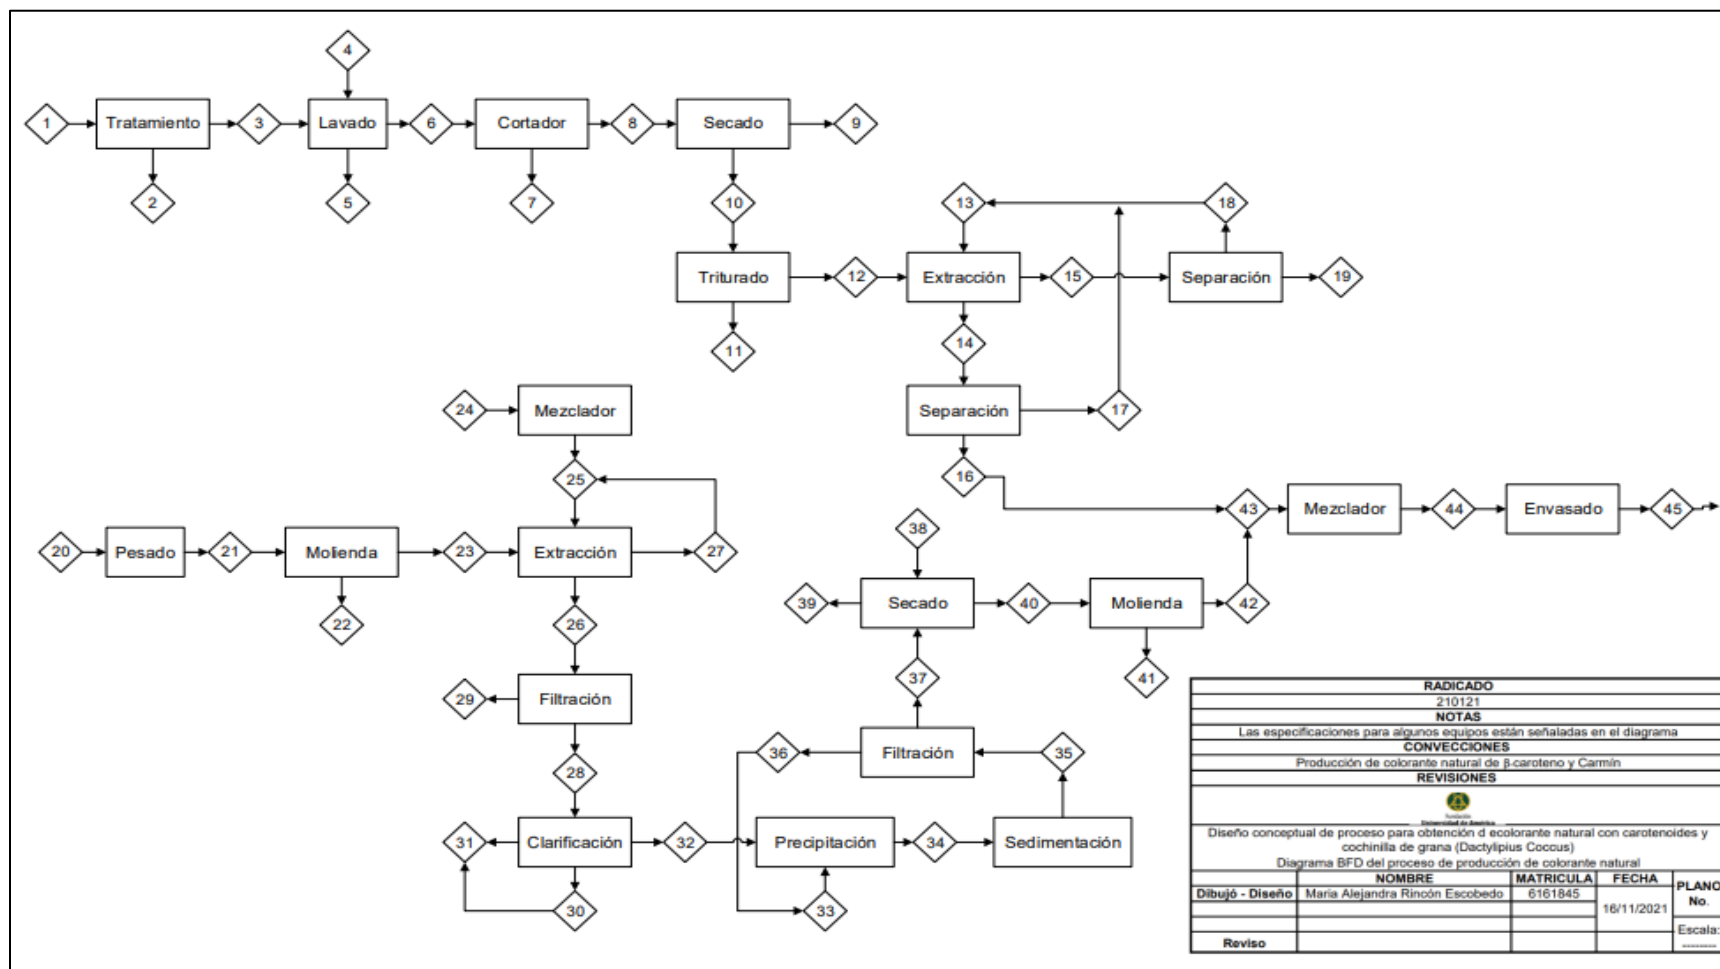 4
1 Tratamiento 3 Lavado 6 Cortador 8 Secado 9
2 5 7 10 13 18
Triturado 12 Extracción 15 Separación 19
11 14
24 Mezclador Separación 17
25 16
43 Mezclador 44 Envasado 45
20 Pesado 21 Molienda 23 Extracción 27 38
39 Secado 40 Molienda 42
22 26
29 Filtración 37 41
36 Filtración 35
28
31 Clarificación 32 Precipitación 34 Sedimentación
30 33
RADICADO
210121
NOTAS
Las especificaciones para algunos equipos están señaladas en el diagrama
CONVECCIONES
Producción de colorante natural de β-caroteno y Carmín
REVISIONES
Fundación
Universidad de América
Diseño conceptual de proceso para obtención d ecolorante natural con carotenoides y
cochinilla de grana (Dactylipius Coccus)
Diagrama BFD del proceso de producción de colorante natural
NOMBRE MATRICULA FECHA PLANO
No.
Dibujó - Diseño Maria Alejandra Rincón Escobedo 6161845
16/11/2021
Escala:
--------
Reviso